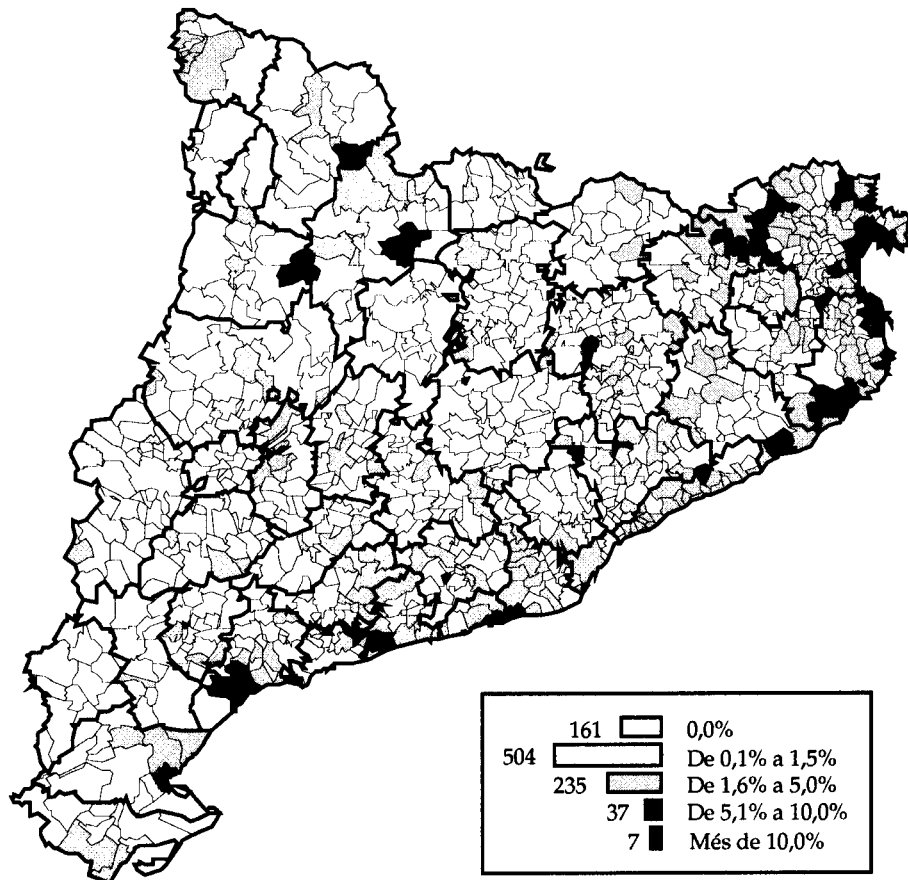 161 0,0%
504 De 0,1% a 1,5%
235 De 1,6% a 5,0%
37 De 5,1% a 10,0%
7 Més de 10,0%